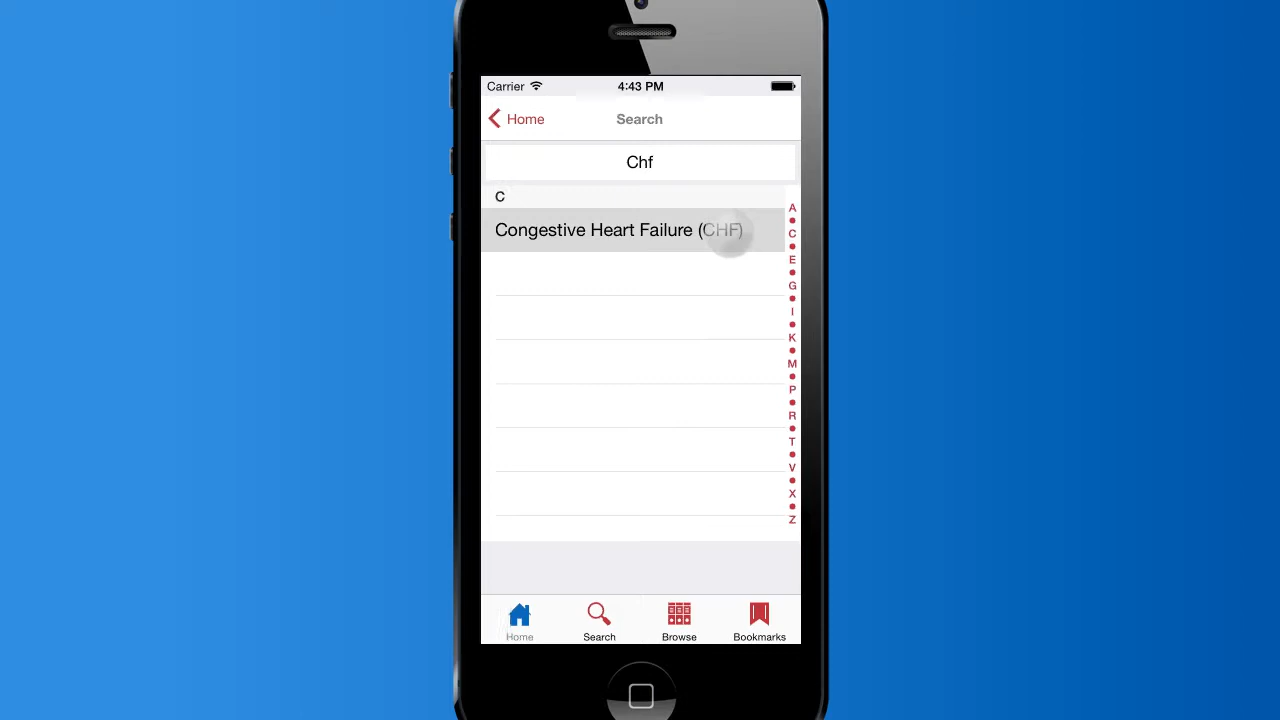 Carrier 4:43 PM
Home Search
Chf
C
Congestive Heart Failure (CHF)
A
C
E
G
I
K
M
P
R
T
V
X
Z
Home Search Browse Bookmarks